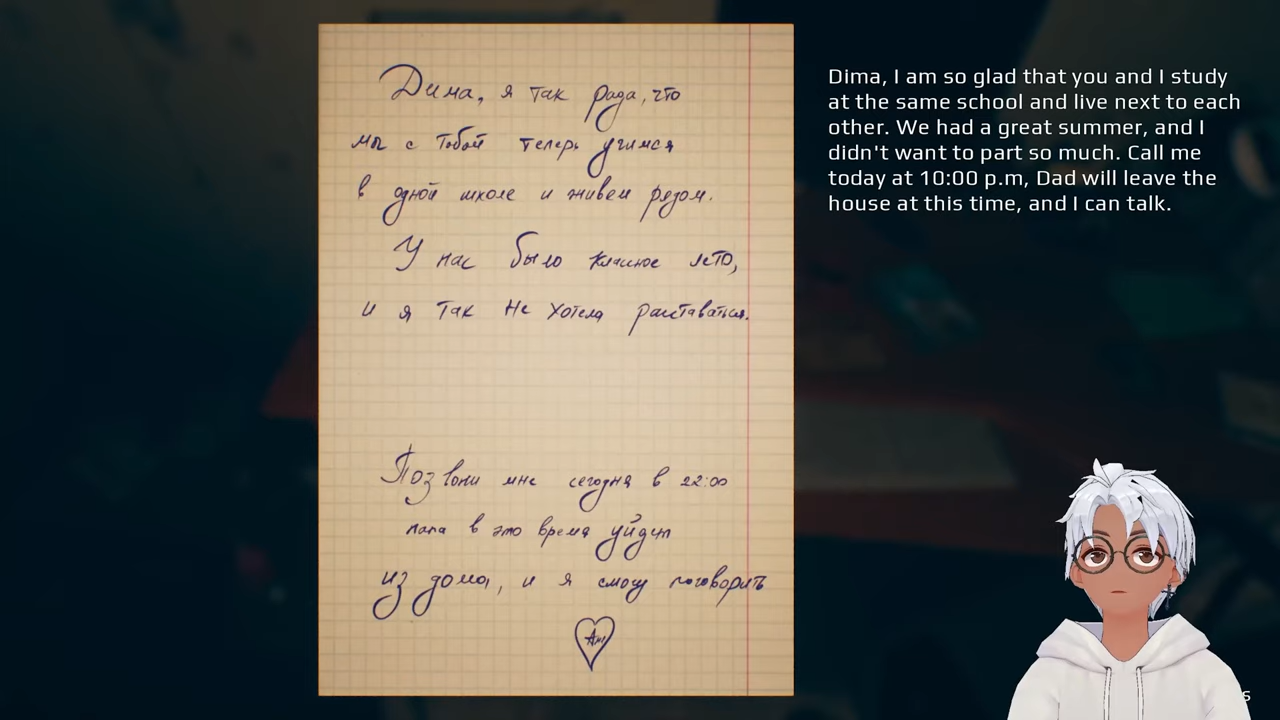 Дима, я так рада, что
мы с тобой теперь учимся
в одной школе и живем рядом.
У нас было классное лето,
и я так не хотела расставаться.
Позвони мне сегодня в 22:00
папа в это время уйдет
из дома, и я смогу поговорить
Dima, I am so glad that you and I study
at the same school and live next to each
other. We had a great summer, and I
didn't want to part so much. Call me
today at 10:00 p.m, Dad will leave the
house at this time, and I can talk.